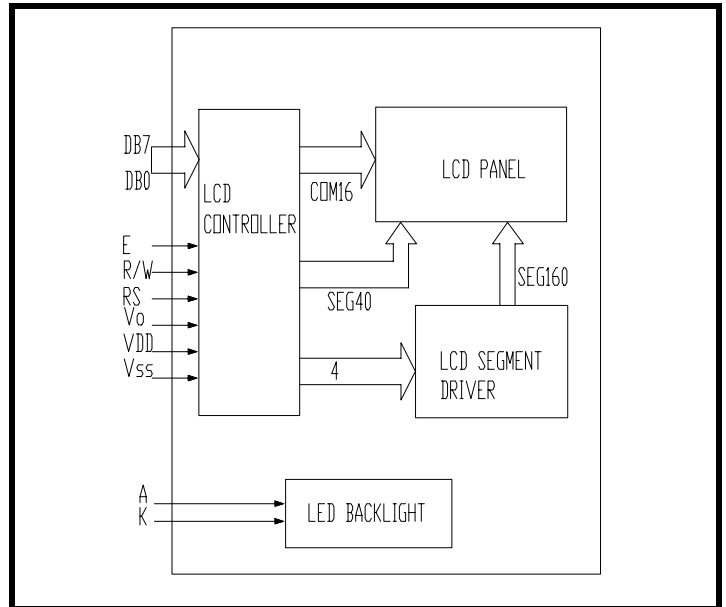 DB7
DB0
E
R/W
RS
Vo
VDD
Vss
LCD
CONTROLLER
COM16
SEG40
4
LCD PANEL
SEG160
LCD SEGMENT
DRIVER
A
K
LED BACKLIGHT